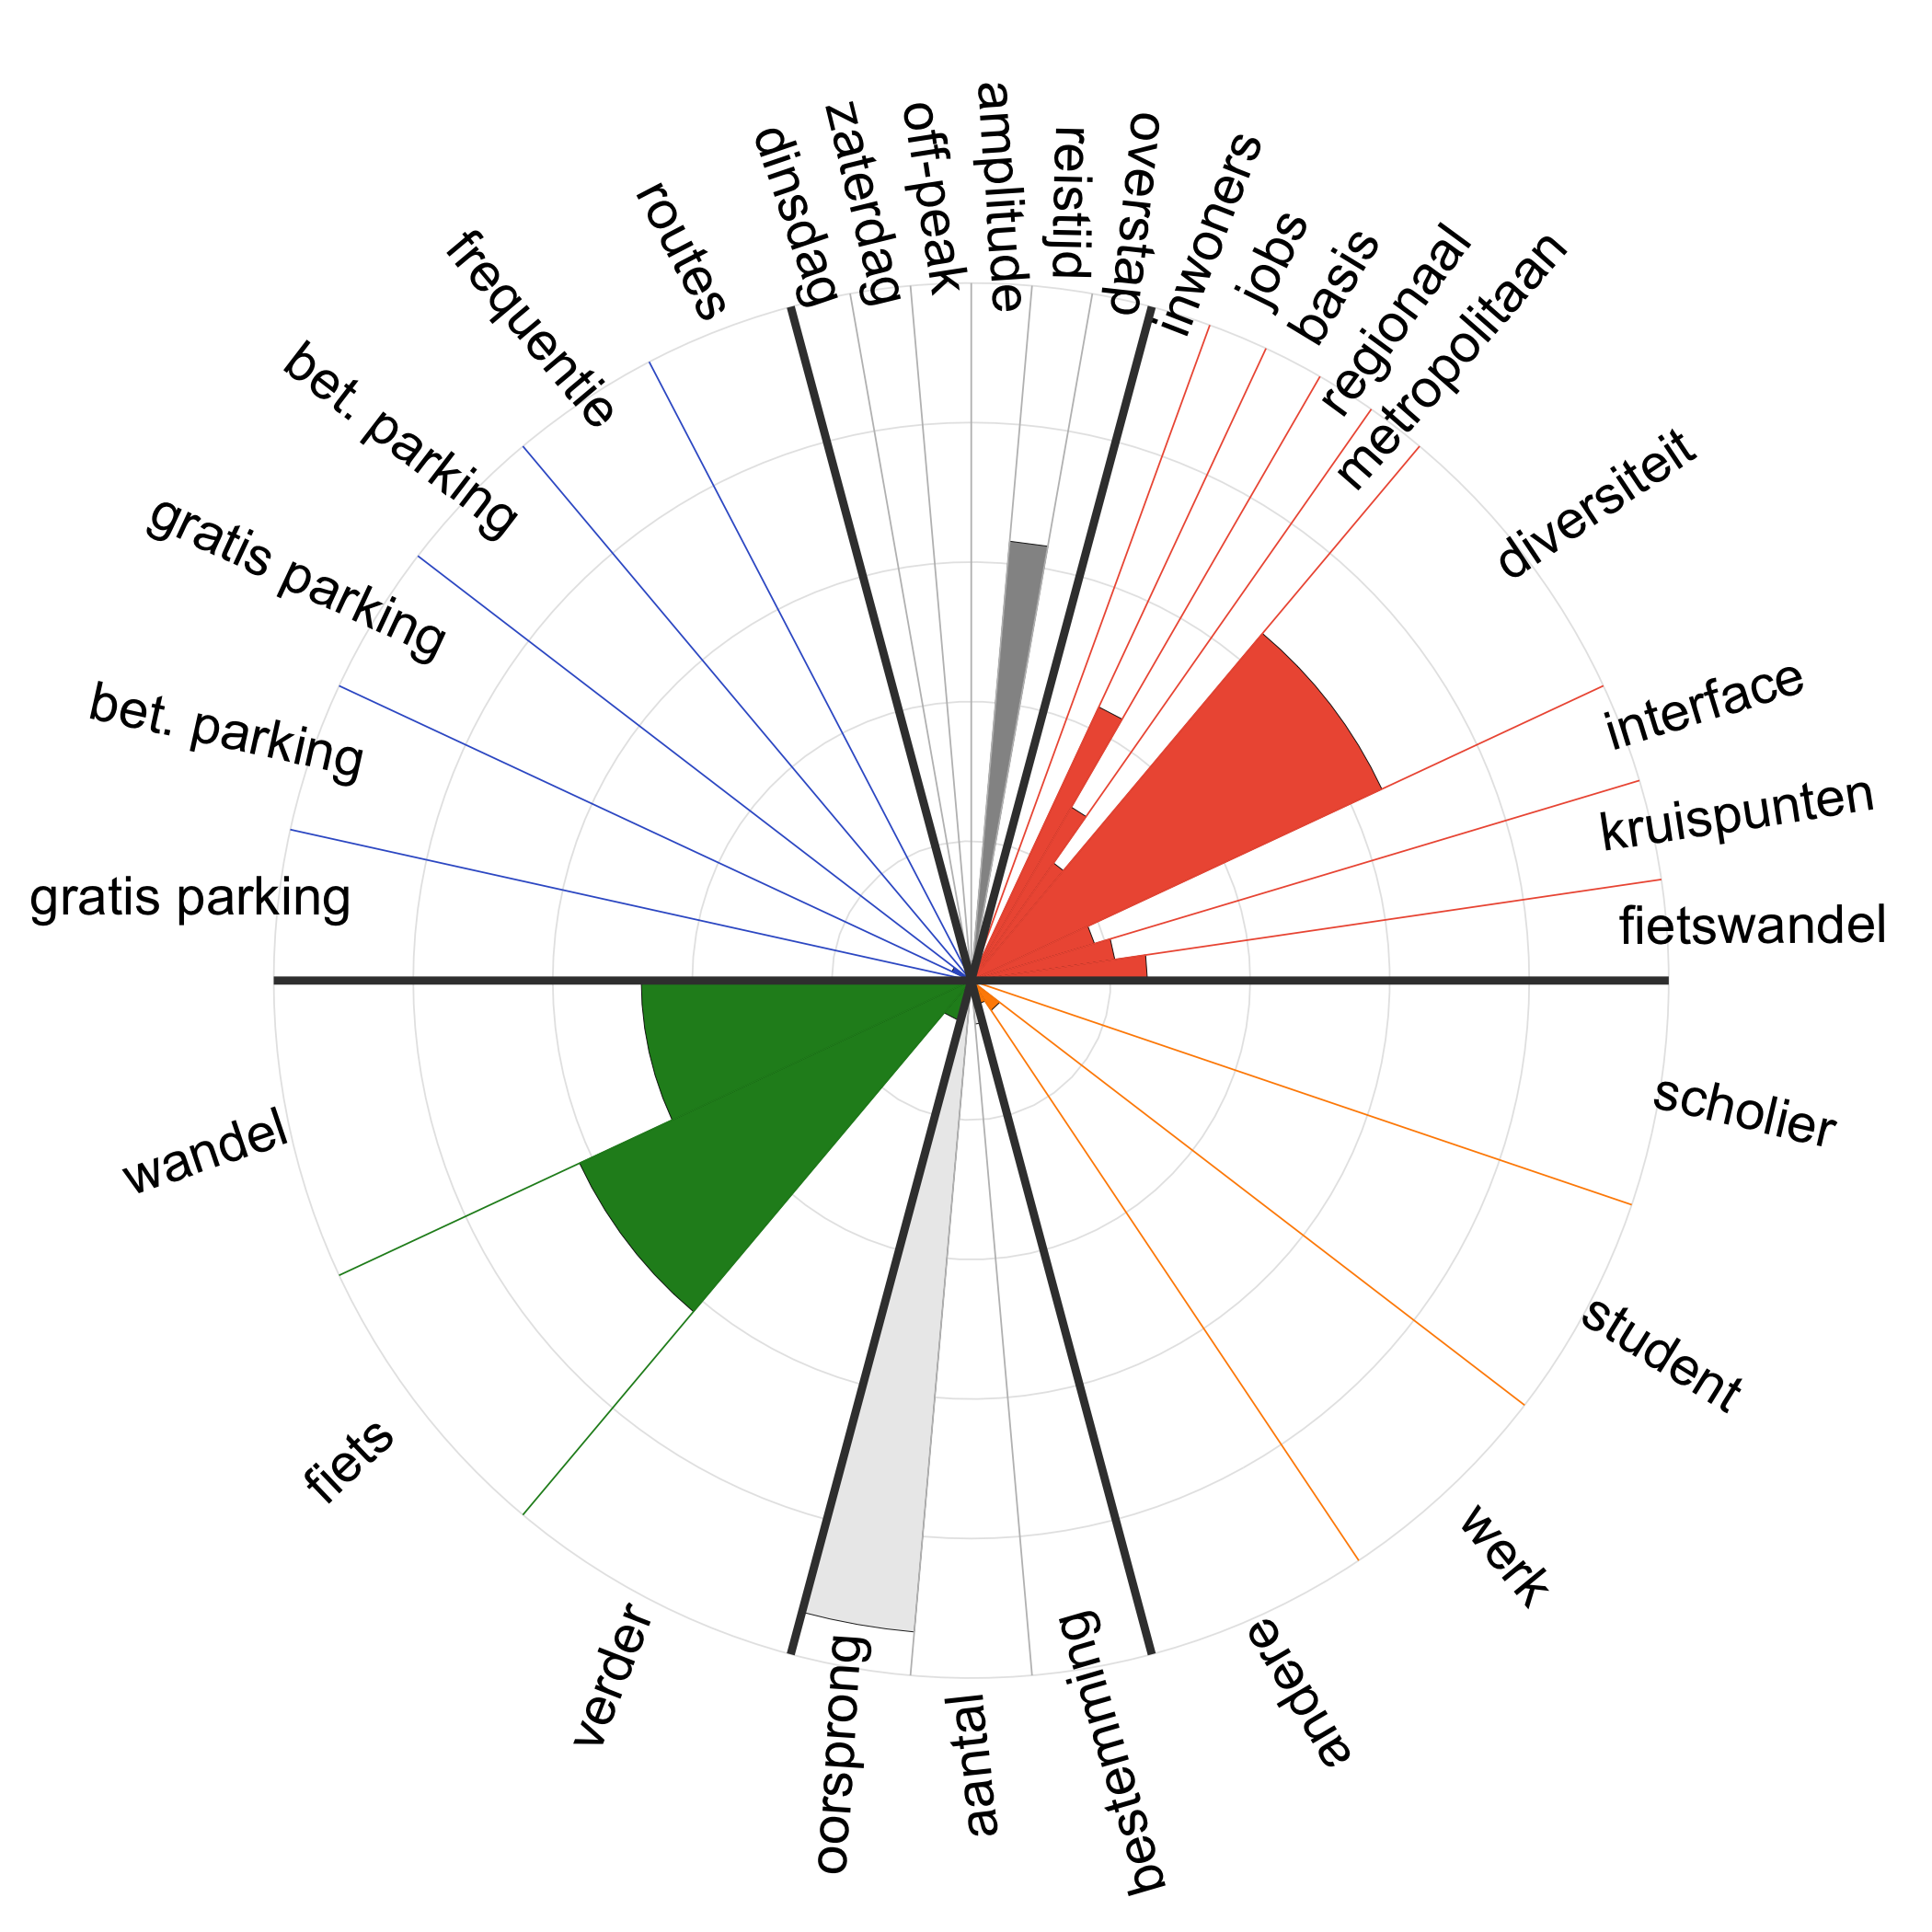 dinsdag
zaterdag
off-peak
amplitude
reistijd
overstap
inwoners
jobs
basis
regionaal
metropolitaan
diversiteit
interface
kruispunten
fietswandel
scholier
student
werk
andere
bestemming
aantal
oorsprong
verder
fiets
wandel
gratis parking
bet. parking
gratis parking
bet. parking
frequentie
routes